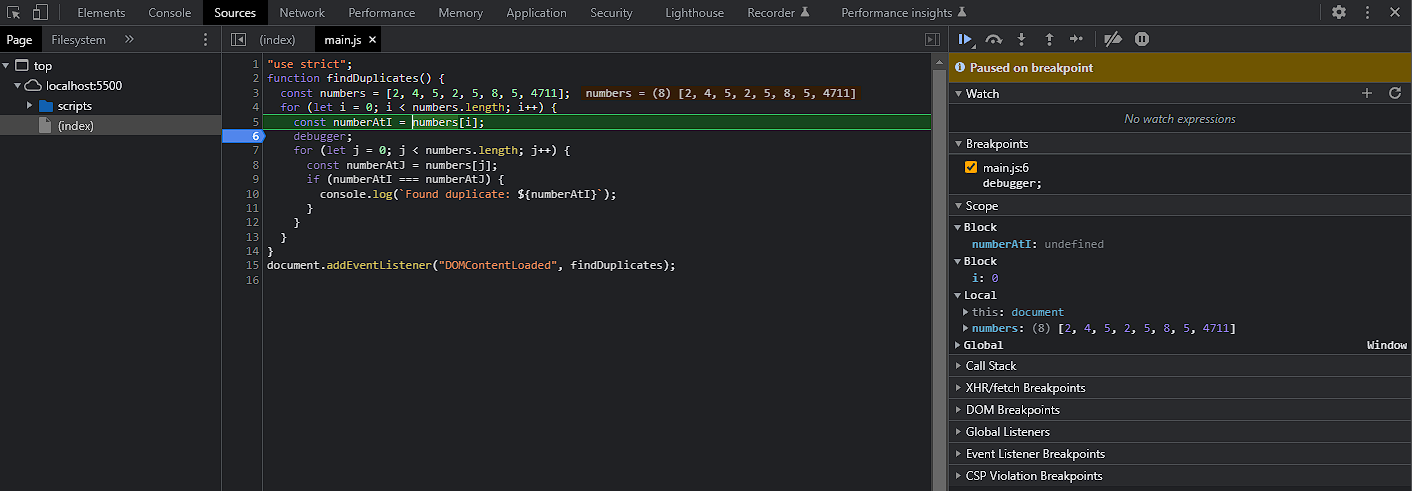 Elements Console Sources Network Performance Memory Application Security Lighthouse Recorder Performance insights
Page Filesystem
top
localhost:5500
scripts
(index)
(index) main.js
1 "use strict";
2 function findDuplicates() {
3 const numbers = [2, 4, 5, 2, 5, 8, 5, 4711]; numbers = (8) [2, 4, 5, 2, 5, 8, 5, 4711]
4 for (let i = 0; i < numbers.length; i++) {
5 const numberAtI = numbers[i];
6 debugger;
7 for (let j = 0; j < numbers.length; j++) {
8 const numberAtJ = numbers[j];
9 if (numberAtI === numberAtJ) {
10 console.log(`Found duplicate: ${numberAtI}`);
11 }
12 }
13 }
14 }
15 document.addEventListener("DOMContentLoaded", findDuplicates);
16
Paused on breakpoint
Watch
No watch expressions
Breakpoints
main.js:6
debugger;
Scope
Block
numberAtI: undefined
Block
i: 0
Local
this: document
numbers: (8) [2, 4, 5, 2, 5, 8, 5, 4711]
Global Window
Call Stack
XHR/fetch Breakpoints
DOM Breakpoints
Global Listeners
Event Listener Breakpoints
CSP Violation Breakpoints